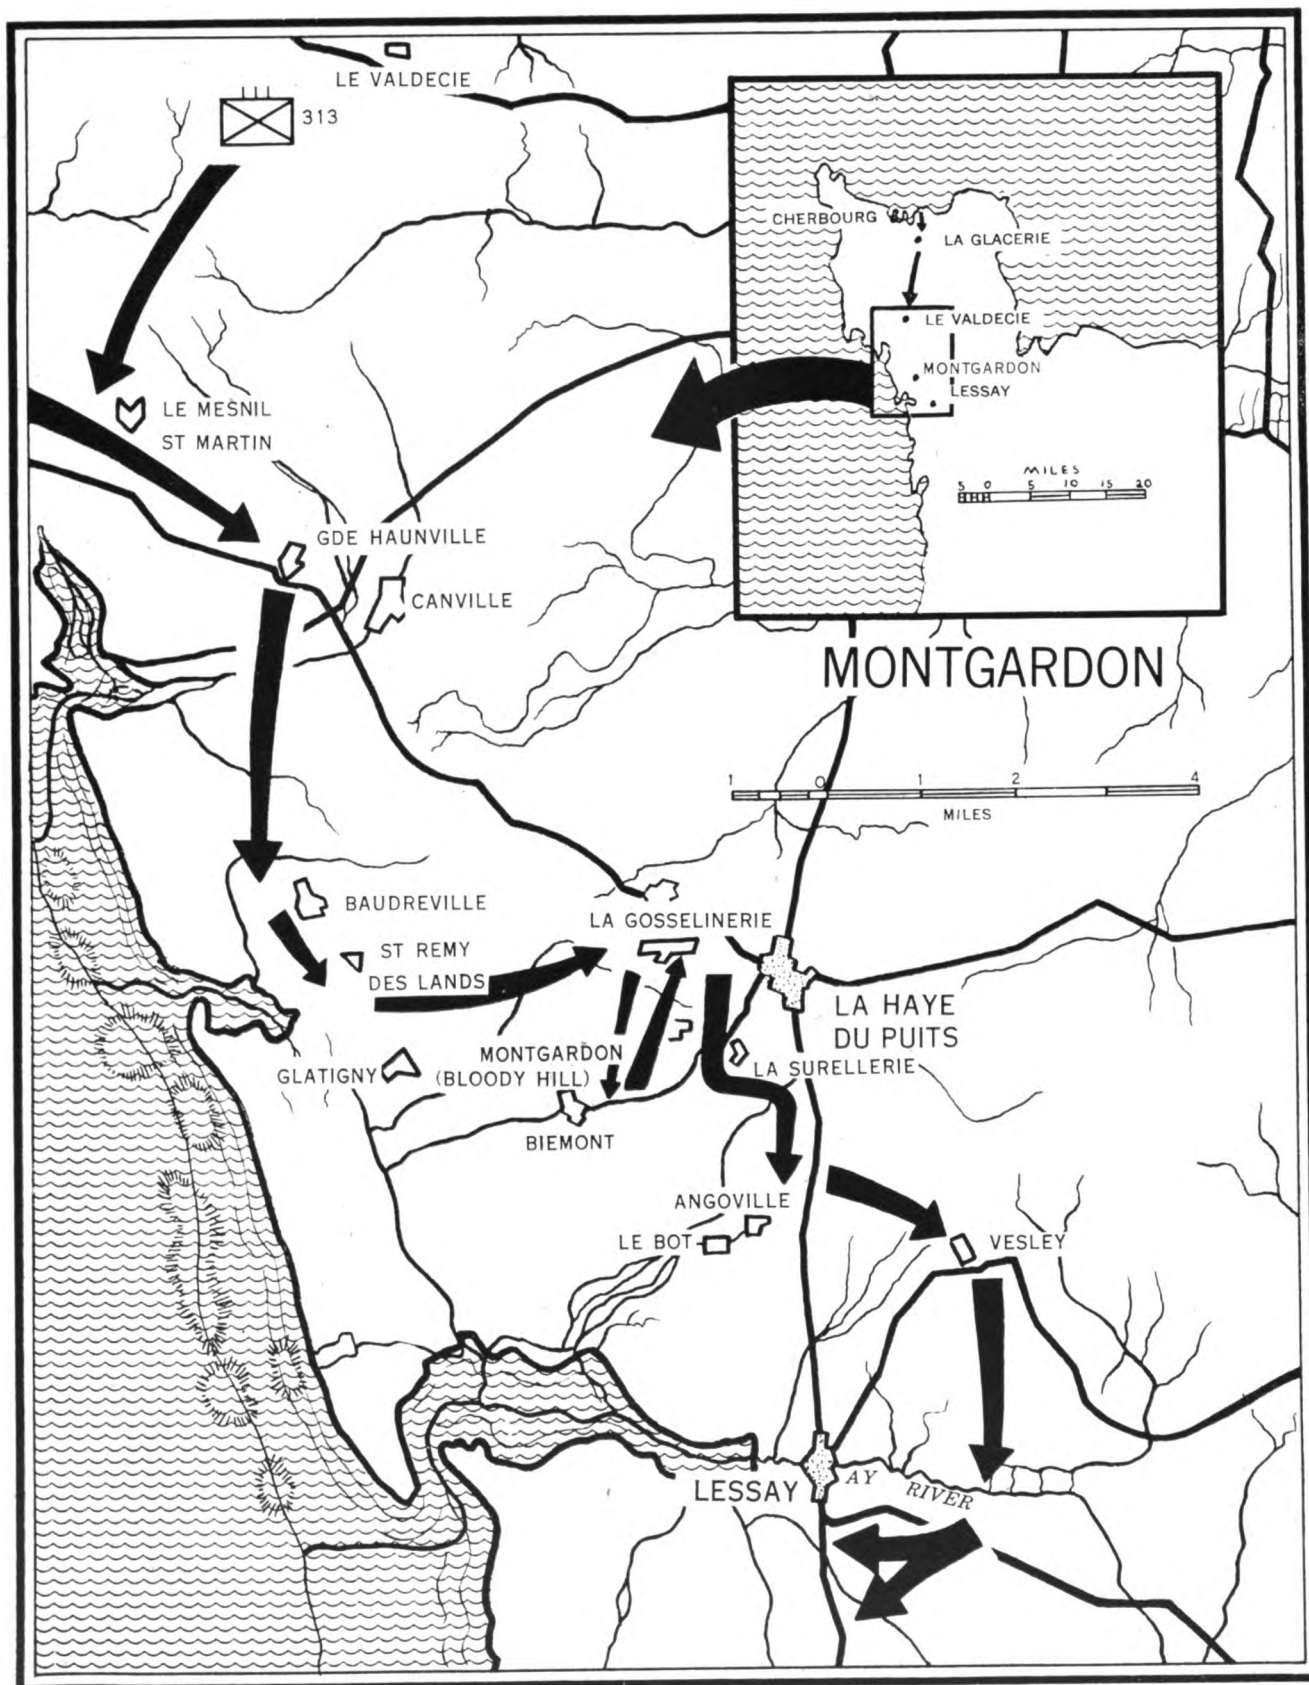 LE VALDECIE
313
CHERBOURG
LA GLACERIE
LE VALDECIE
MONTGARDON
LESSAY
MILES
5 0 5 10 15 20
LE MESNIL
ST MARTIN
GDE HAUNVILLE
CANVILLE
MONTGARDON
1 0 1 2 4
MILES
BAUDREVILLE
LA GOSSELINERIE
ST REMY
DES LANDS
LA HAYE
DU PUITS
MONTGARDON
(BLOODY HILL)
GLATIGNY
LA SURELLERIE
BIEMONT
ANGOVILLE
LE BOT
VESLEY
LESSAY
AY RIVER